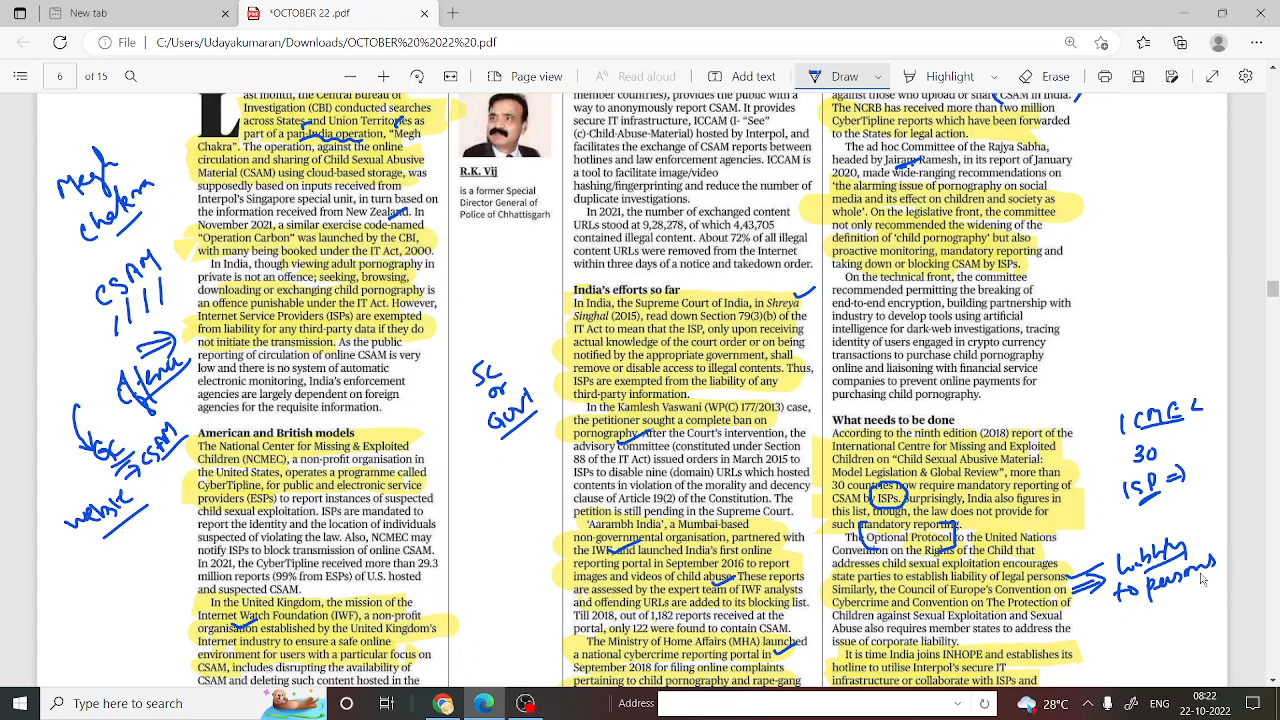 New tab
*OCTOBER 22.pdf
File
C:/Users/Udayakumaran/Downloads/OCTOBER%20%2022%20.pdf
6 of 15
Page view
Read aloud
Add text
Draw
Highlight
Erase
L
ast month, the Central Bureau of
Investigation (CBI) conducted searches
across States and Union Territories as
part of a pan-India operation, “Megh
Chakra”. The operation, against the online
circulation and sharing of Child Sexual Abusive
Material (CSAM) using cloud-based storage, was
supposedly based on inputs received from
Interpol’s Singapore special unit, in turn based on
the information received from New Zealand. In
November 2021, a similar exercise code-named
“Operation Carbon” was launched by the CBI,
with many being booked under the IT Act, 2000.
In India, though viewing adult pornography in
private is not an offence; seeking, browsing,
downloading or exchanging child pornography is
an offence punishable under the IT Act. However,
Internet Service Providers (ISPs) are exempted
from liability for any third-party data if they do
not initiate the transmission. As the public
reporting of circulation of online CSAM is very
low and there is no system of automatic
electronic monitoring, India’s enforcement
agencies are largely dependent on foreign
agencies for the requisite information.
American and British models
The National Center for Missing & Exploited
Children (NCMEC), a non-profit organisation in
the United States, operates a programme called
CyberTipline, for public and electronic service
providers (ESPs) to report instances of suspected
child sexual exploitation. ISPs are mandated to
report the identity and the location of individuals
suspected of violating the law. Also, NCMEC may
notify ISPs to block transmission of online CSAM.
In 2021, the CyberTipline received more than 29.3
million reports (99% from ESPs) of U.S. hosted
and suspected CSAM.
In the United Kingdom, the mission of the
Internet Watch Foundation (IWF), a non-profit
organisation established by the United Kingdom’s
Internet industry to ensure a safe online
environment for users with a particular focus on
CSAM, includes disrupting the availability of
CSAM and deleting such content hosted in the
R.K. Vij
is a former Special
Director General of
Police of Chhattisgarh
member countries), provides the public with a
way to anonymously report CSAM. It provides
secure IT infrastructure, ICCAM (I- “See”
(c)-Child-Abuse-Material) hosted by Interpol, and
facilitates the exchange of CSAM reports between
hotlines and law enforcement agencies. ICCAM is
a tool to facilitate image/video
hashing/fingerprinting and reduce the number of
duplicate investigations.
In 2021, the number of exchanged content
URLs stood at 9,28,278, of which 4,43,705
contained illegal content. About 72% of all illegal
content URLs were removed from the Internet
within three days of a notice and takedown order.
India’s efforts so far
In India, the Supreme Court of India, in Shreya
Singhal (2015), read down Section 79(3)(b) of the
IT Act to mean that the ISP, only upon receiving
actual knowledge of the court order or on being
notified by the appropriate government, shall
remove or disable access to illegal contents. Thus,
ISPs are exempted from the liability of any
third-party information.
In the Kamlesh Vaswani (WP(C) 177/2013) case,
the petitioner sought a complete ban on
pornography. After the Court’s intervention, the
advisory committee (constituted under Section
88 of the IT Act) issued orders in March 2015 to
ISPs to disable nine (domain) URLs which hosted
contents in violation of the morality and decency
clause of Article 19(2) of the Constitution. The
petition is still pending in the Supreme Court.
‘Aarambh India’, a Mumbai-based
non-governmental organisation, partnered with
the IWF, and launched India’s first online
reporting portal in September 2016 to report
images and videos of child abuse. These reports
are assessed by the expert team of IWF analysts
and offending URLs are added to its blocking list.
Till 2018, out of 1,182 reports received at the
portal, only 122 were found to contain CSAM.
The Ministry of Home Affairs (MHA) launched
a national cybercrime reporting portal in
September 2018 for filing online complaints
pertaining to child pornography and rape-gang
against those who upload or share CSAM in India.
The NCRB has received more than two million
CyberTipline reports which have been forwarded
to the States for legal action.
The ad hoc Committee of the Rajya Sabha,
headed by Jairam Ramesh, in its report of January
2020, made wide-ranging recommendations on
‘the alarming issue of pornography on social
media and its effect on children and society as
whole’. On the legislative front, the committee
not only recommended the widening of the
definition of ‘child pornography’ but also
proactive monitoring, mandatory reporting and
taking down or blocking CSAM by ISPs.
On the technical front, the committee
recommended permitting the breaking of
end-to-end encryption, building partnership with
industry to develop tools using artificial
intelligence for dark-web investigations, tracing
identity of users engaged in crypto currency
transactions to purchase child pornography
online and liaisoning with financial service
companies to prevent online payments for
purchasing child pornography.
What needs to be done
According to the ninth edition (2018) report of the
International Centre for Missing and Exploited
Children on “Child Sexual Abusive Material:
Model Legislation & Global Review”, more than
30 countries now require mandatory reporting of
CSAM by ISPs. Surprisingly, India also figures in
this list, though, the law does not provide for
such mandatory reporting.
The Optional Protocol to the United Nations
Convention on the Rights of the Child that
addresses child sexual exploitation encourages
state parties to establish liability of legal persons.
Similarly, the Council of Europe’s Convention on
Cybercrime and Convention on The Protection of
Children against Sexual Exploitation and Sexual
Abuse also requires member states to address the
issue of corporate liability.
It is time India joins INHOPE and establishes its
hotline to utilise Interpol’s secure IT
infrastructure or collaborate with ISPs and
Megh
chakra
CSAM
offence
CSAM
website
SC
or
Govt
ICMEC
30
ISP =>
liability
to persons
Type here to search
Address
28°C
ENG
08:22
22-10-2022